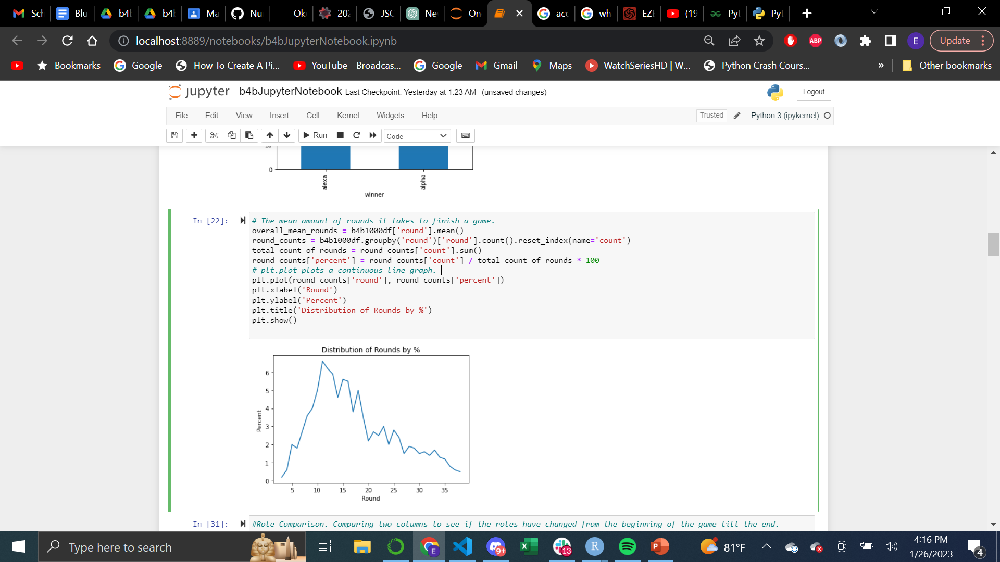 Sch
Blu
b4l
b4l
Ma
Nu
Ok
202
JSC
Ne
On
acc
wh
EZI
(19
Pyt
Pyt
localhost:8889/notebooks/b4bJupyterNotebook.ipynb
ABP
E
Update
Bookmarks
Google
How To Create A Pi...
YouTube - Broadcas...
Google
Gmail
Maps
WatchSeriesHD | W...
Python Crash Cours...
»
Other bookmarks
jupyter b4bJupyterNotebook Last Checkpoint: Yesterday at 1:23 AM (unsaved changes)
Logout
File Edit View Insert Cell Kernel Widgets Help
Trusted
Python 3 (ipykernel)
Run
Code
10
0
alexa
alpha
winner
In [22]:
# The mean amount of rounds it takes to finish a game.
overall_mean_rounds = b4b1000df['round'].mean()
round_counts = b4b1000df.groupby('round')['round'].count().reset_index(name='count')
total_count_of_rounds = round_counts['count'].sum()
round_counts['percent'] = round_counts['count'] / total_count_of_rounds * 100
# plt.plot plots a continuous line graph.
plt.plot(round_counts['round'], round_counts['percent'])
plt.xlabel('Round')
plt.ylabel('Percent')
plt.title('Distribution of Rounds by %')
plt.show()
Distribution of Rounds by %
6
5
4
3
2
1
0
Percent
5 10 15 20 25 30 35
Round
In [31]:
#Role Comparison. Comparing two columns to see if the roles have changed from the beginning of the game till the end.
Type here to search
E
9+
13
R
P
81°F
4:16 PM
1/26/2023
4